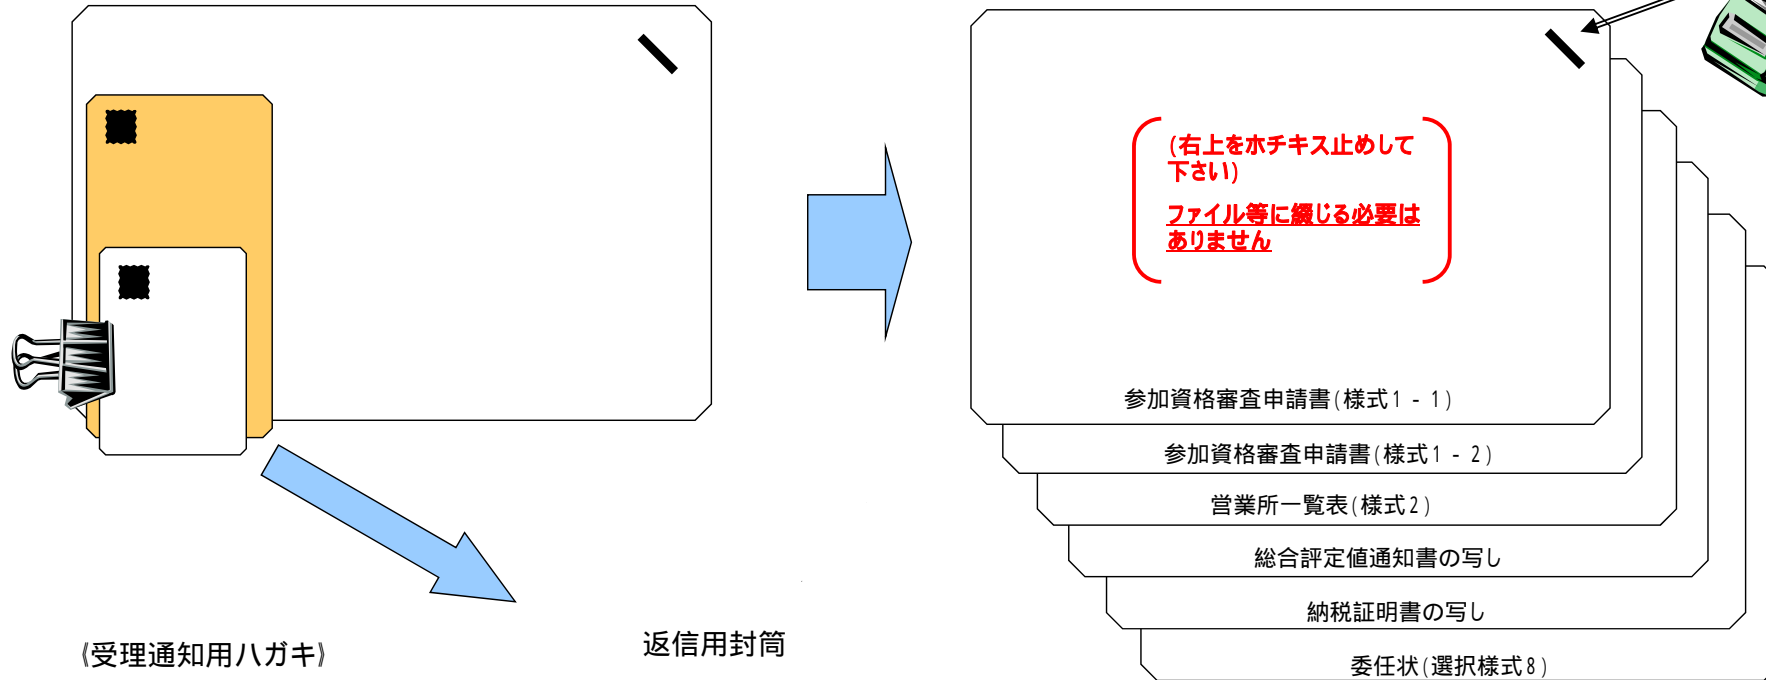 (右上をホチキス止めして
下さい)
ファイル等に綴じる必要は
ありません
参加資格審査申請書(様式1-1)
参加資格審査申請書(様式1-2)
営業所一覧表(様式2)
総合評定値通知書の写し
納税証明書の写し
委任状(選択様式8)
返信用封筒
《受理通知用ハガキ》